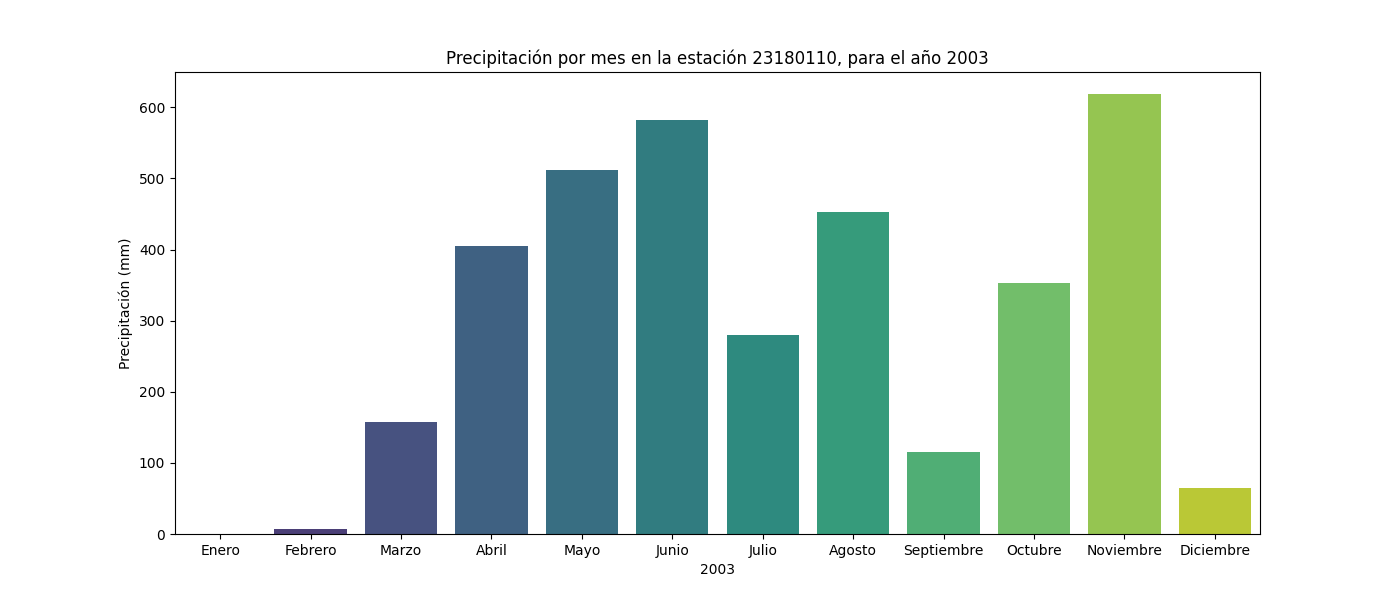 Precipitación por mes en la estación 23180110, para el año 2003
Precipitación (mm)
600
500
400
300
200
100
0
Enero Febrero Marzo Abril Mayo Junio Julio Agosto Septiembre Octubre Noviembre Diciembre
2003